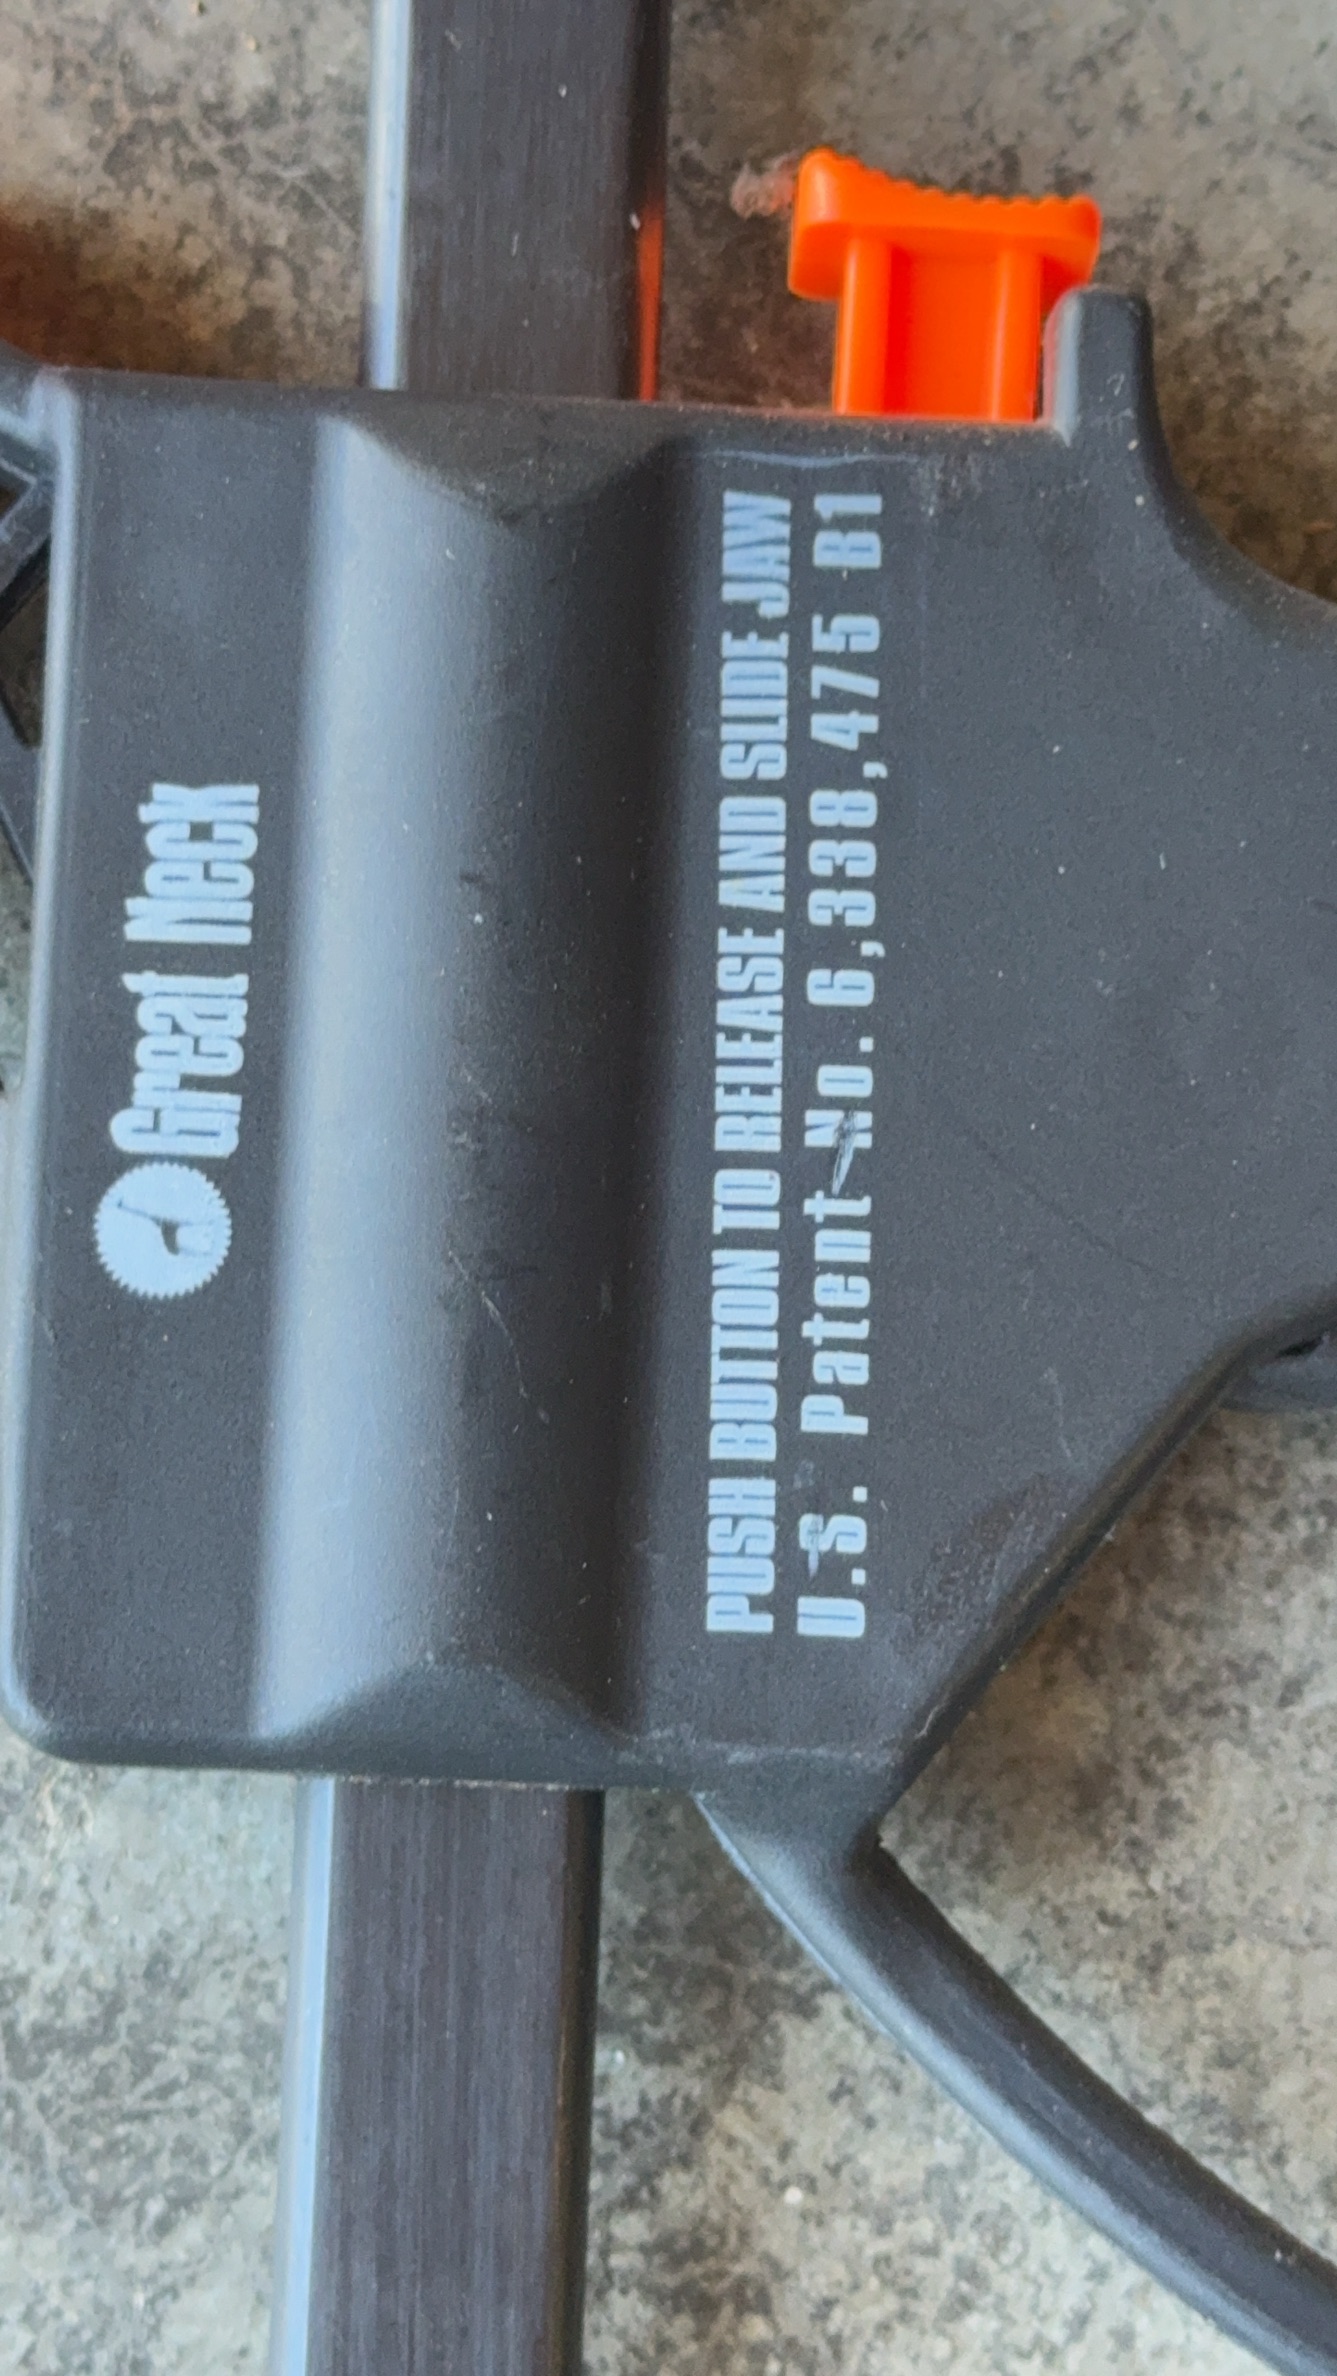 Great Neck
PUSH BUTTON TO RELEASE AND SLIDE JAW
U.S. Patent No. 6,338,475 B1